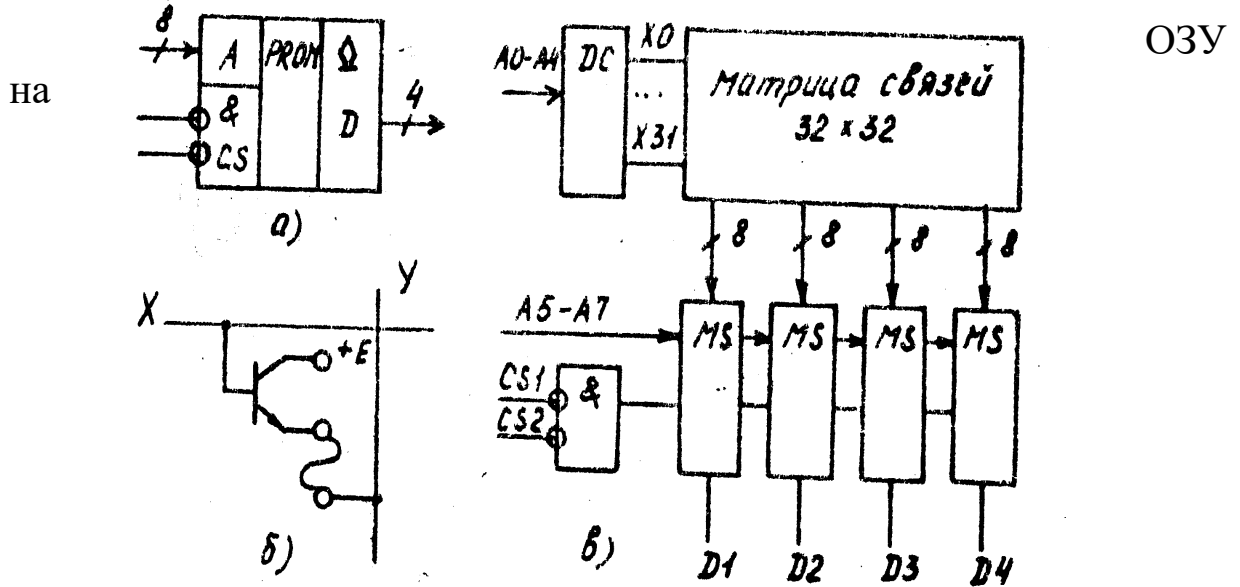 ОЗУ
на
8
A PROM Ω
& D 4
CS
а)
A0-A4 DC X0
...
X31
Матрица связей
32 × 32
8 8 8 8
X Y
+E
б)
A5-A7
MS MS MS MS
CS1 &
CS2
в)
D1 D2 D3 D4